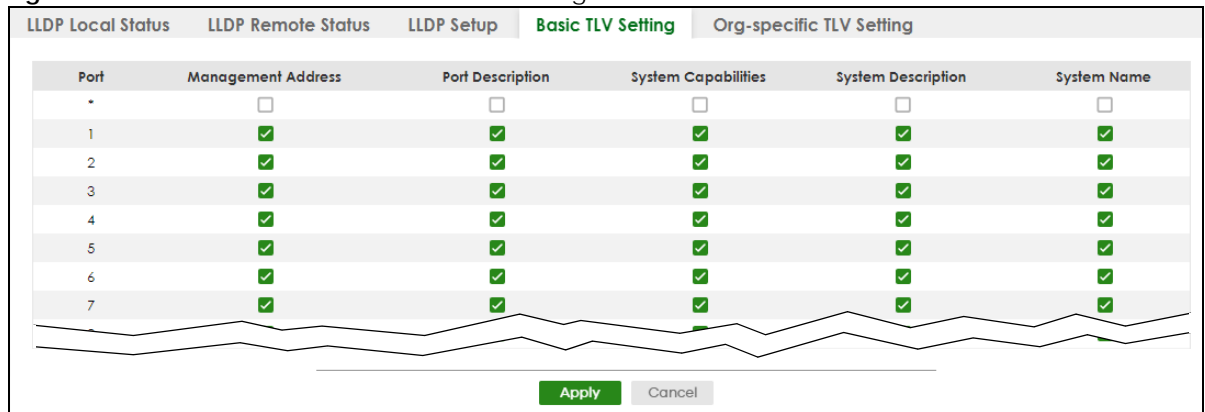 LLDP Local Status LLDP Remote Status LLDP Setup Basic TLV Setting Org-specific TLV Setting
Port Management Address Port Description System Capabilities System Description System Name
*
1
2
3
4
5
6
7
Apply Cancel